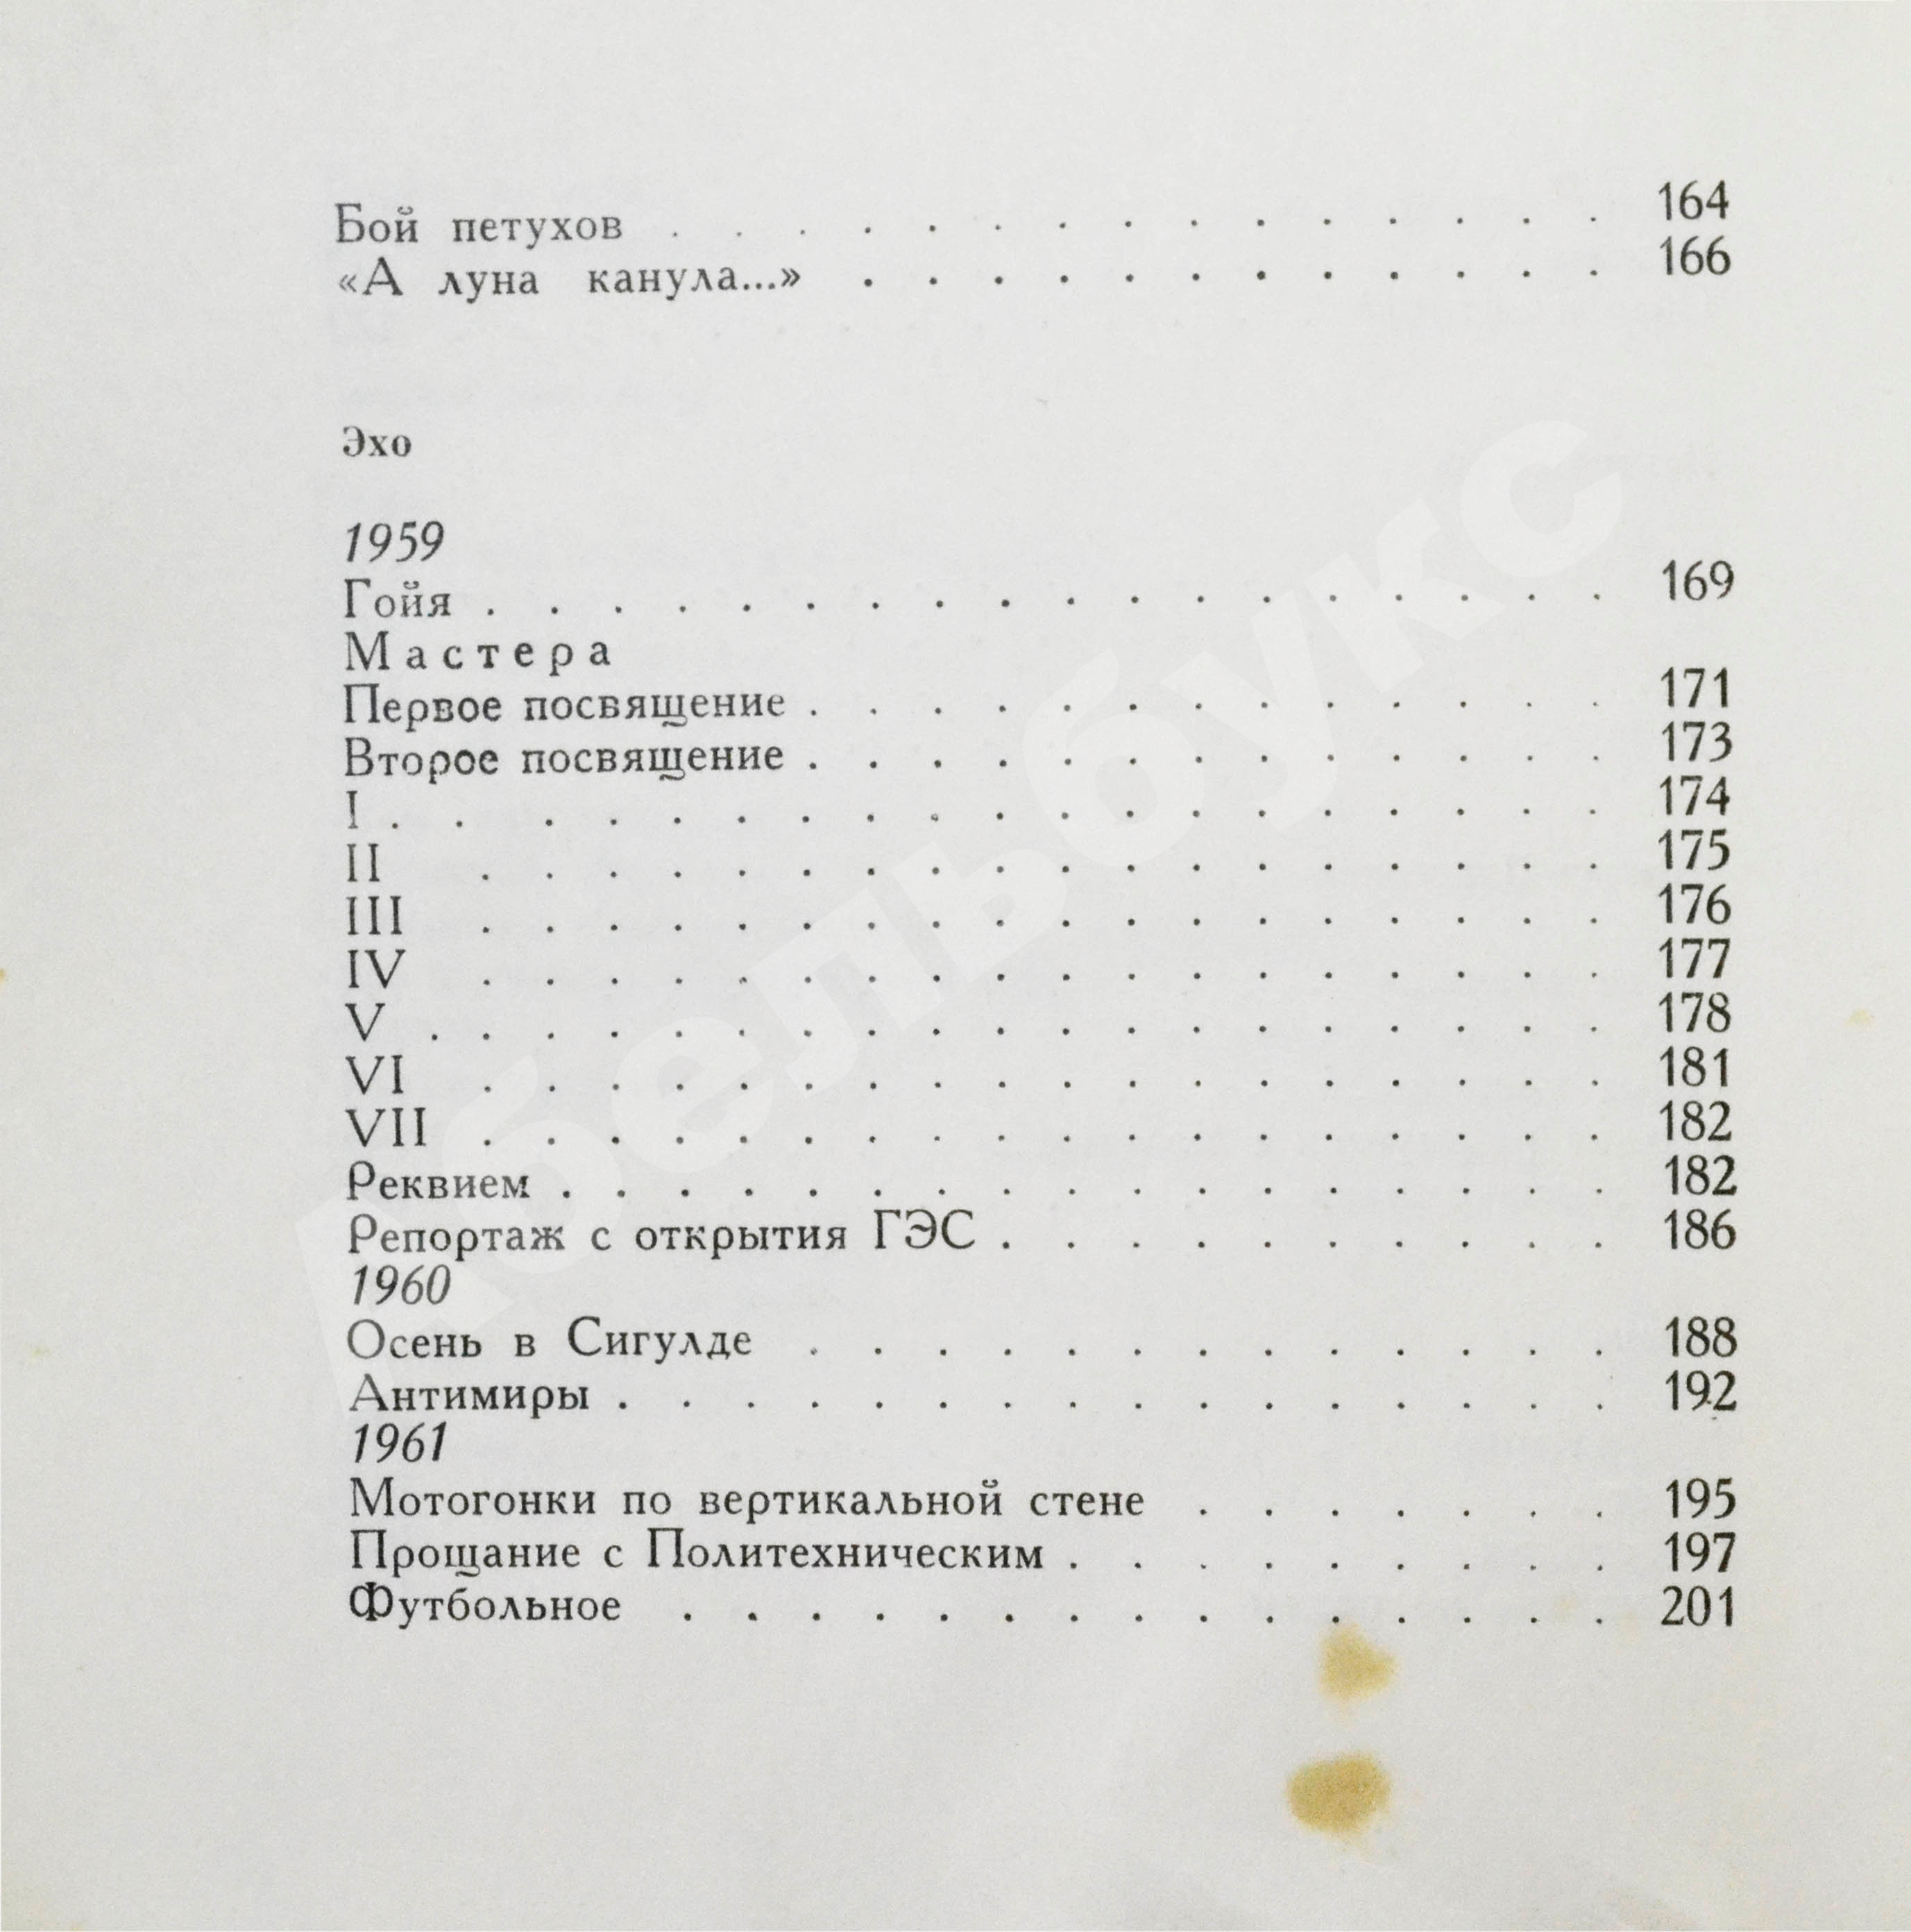 Бой петухов . . . . . . . . . . . . . . . 164
«А луна канула...» . . . . . . . . . . . . 166
Эхо
1959
Гойя . . . . . . . . . . . . . . . . . . 169
Мастера
Первое посвящение . . . . . . . . . . . . . 171
Второе посвящение . . . . . . . . . . . . . 173
I . . . . . . . . . . . . . . . . . . . 174
II . . . . . . . . . . . . . . . . . . 175
III . . . . . . . . . . . . . . . . . . 176
IV . . . . . . . . . . . . . . . . . . 177
V . . . . . . . . . . . . . . . . . . . 178
VI . . . . . . . . . . . . . . . . . . 181
VII . . . . . . . . . . . . . . . . . . 182
Реквием . . . . . . . . . . . . . . . . . 182
Репортаж с открытия ГЭС . . . . . . . . . . 186
1960
Осень в Сигулде . . . . . . . . . . . . . 188
Антимиры . . . . . . . . . . . . . . . . 192
1961
Мотогонки по вертикальной стене . . . . . . . 195
Прощание с Политехническим . . . . . . . . . 197
Футбольное . . . . . . . . . . . . . . . 201
Абельбукс